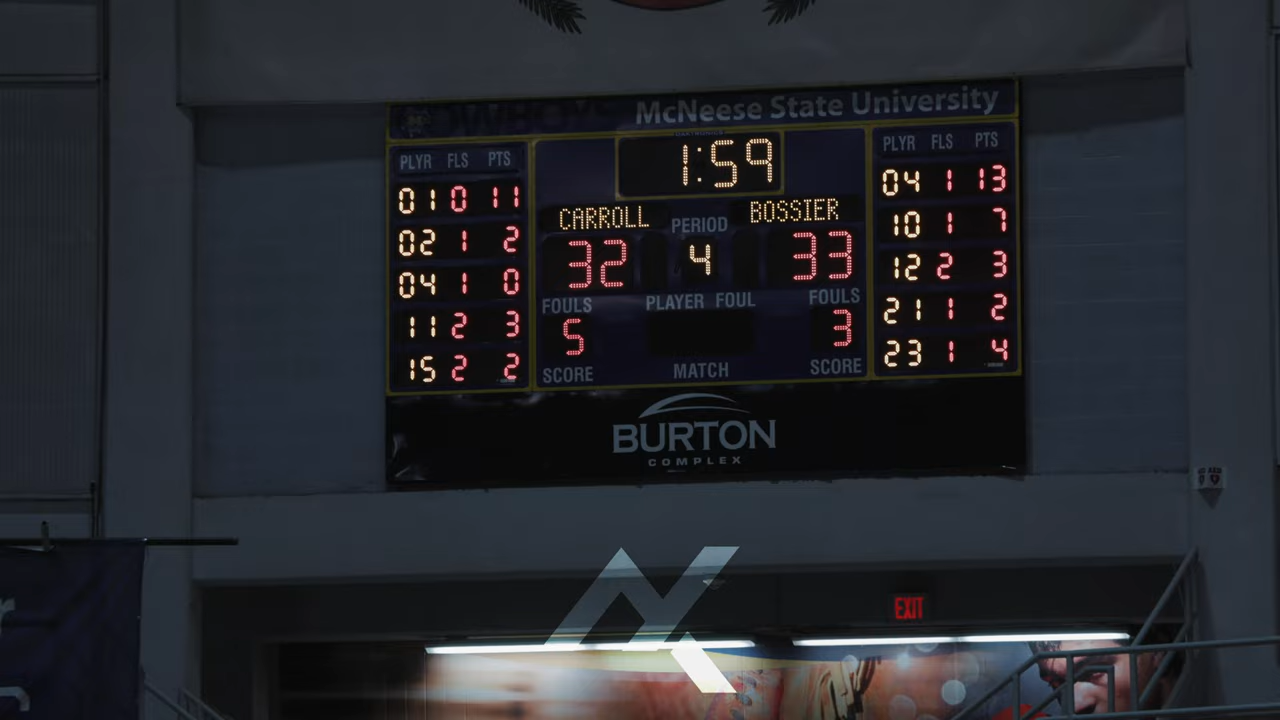 McNeese State University
1:59
PLYR FLS PTS
01 0 11
02 1 2
04 1 0
11 2 3
15 2 2
CARROLL PERIOD BOSSIER
32 4 33
FOULS PLAYER FOUL FOULS
5 3
SCORE MATCH SCORE
PLYR FLS PTS
04 1 13
10 1 7
12 2 3
21 1 2
23 1 4
BURTON
COMPLEX
EXIT